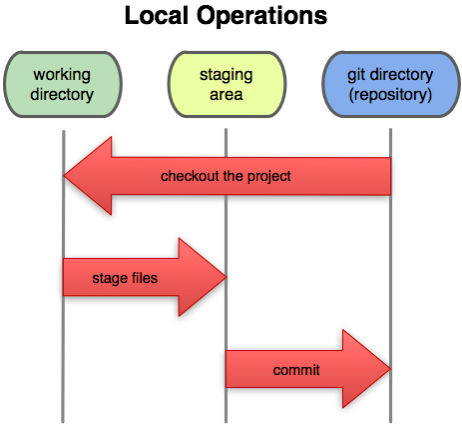 Local Operations
working
directory
staging
area
git directory
(repository)
checkout the project
stage files
commit